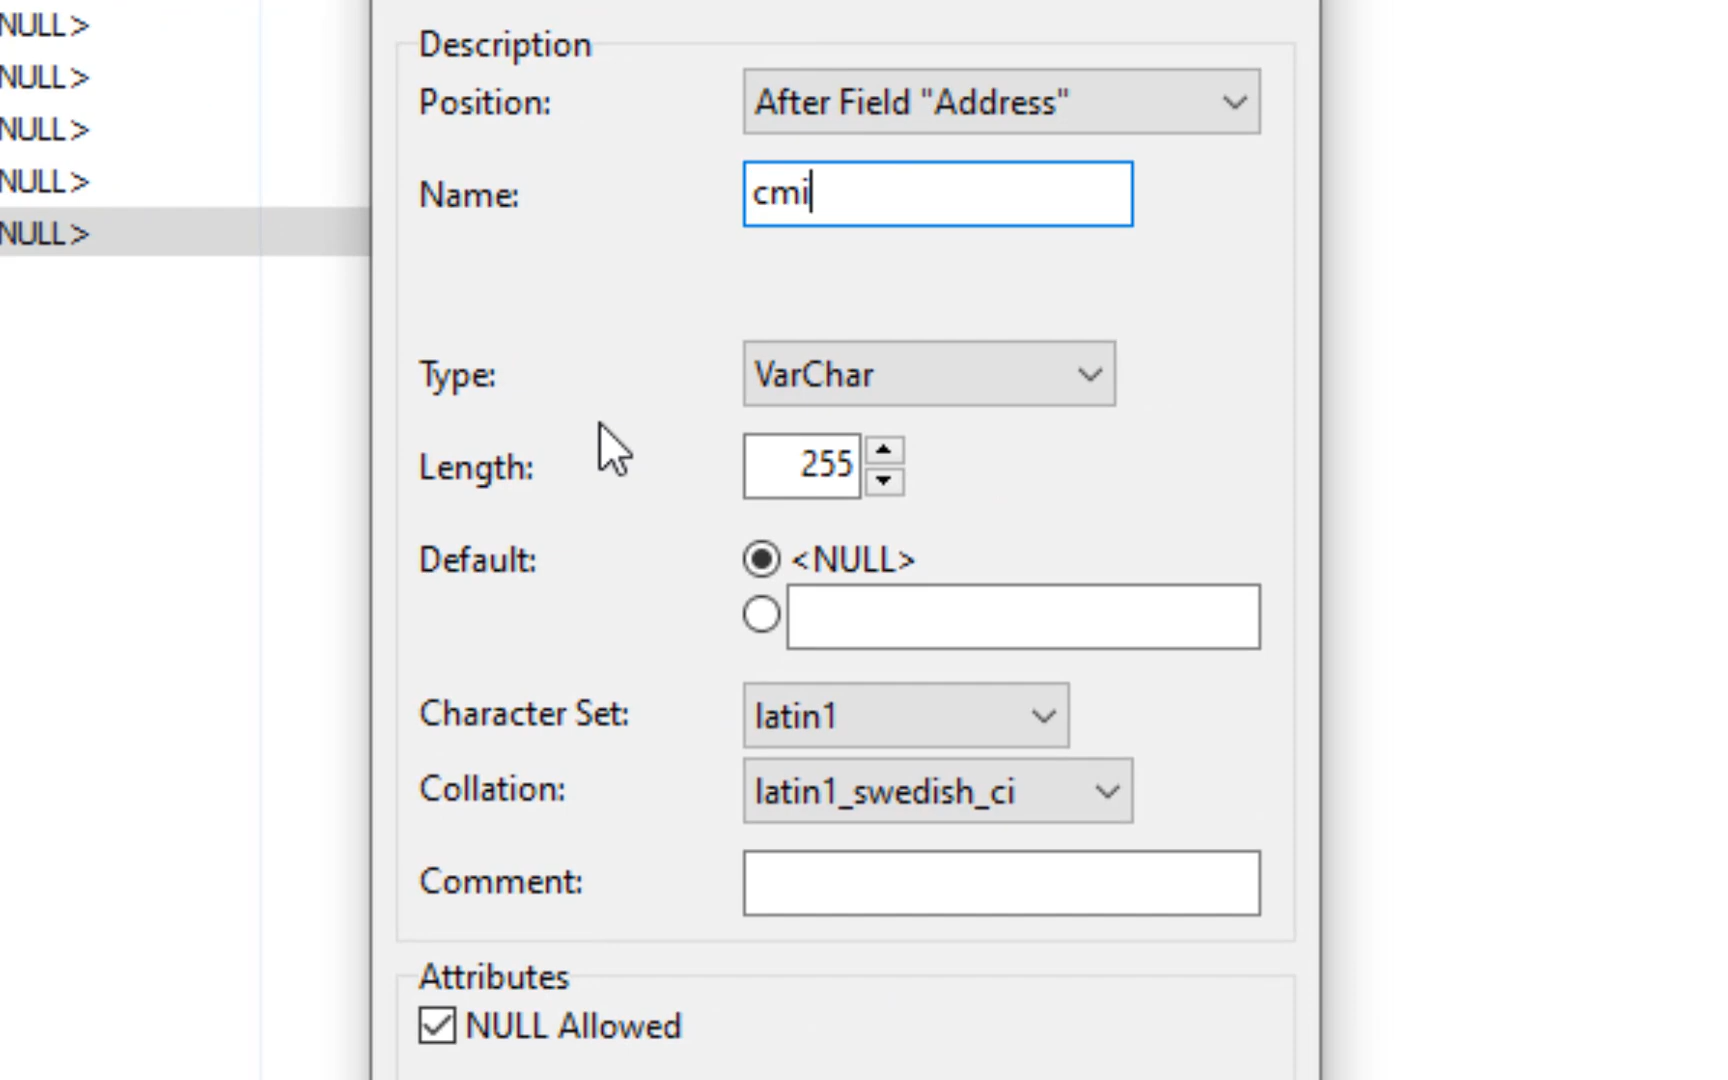 NULL>
NULL>
NULL>
NULL>
NULL>
Description
Position: After Field "Address"
Name: cmi
Type: VarChar
Length: 255
Default: <NULL>
Character Set: latin1
Collation: latin1_swedish_ci
Comment:
Attributes
NULL Allowed